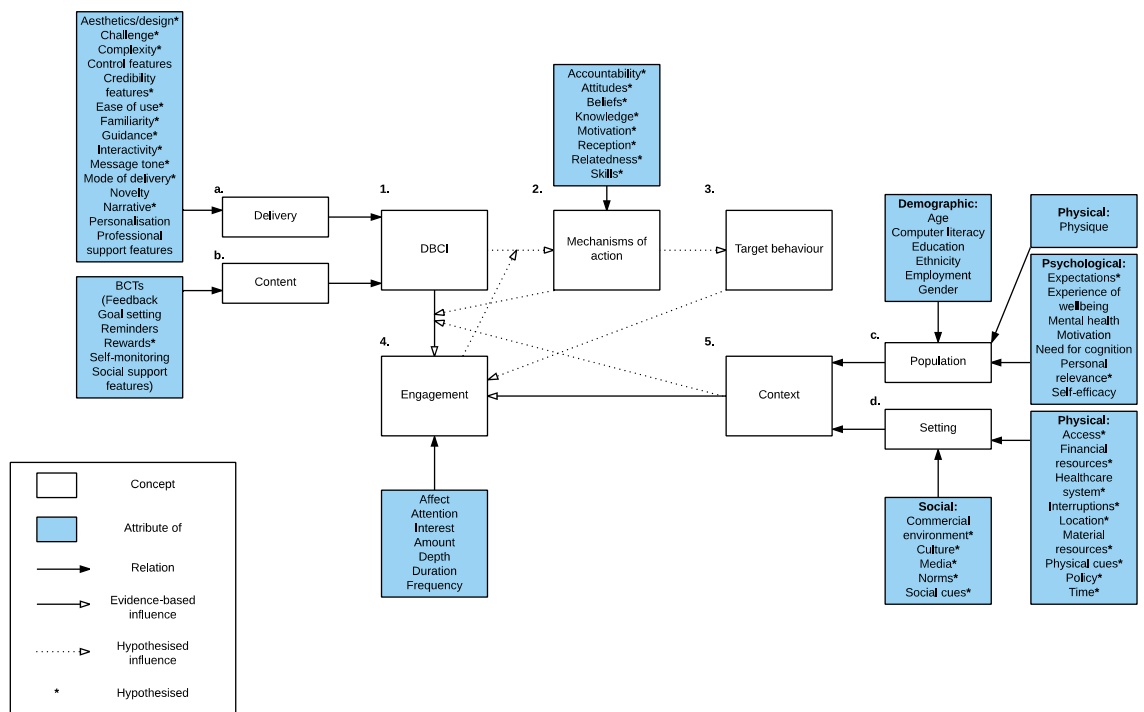 Aesthetics/design*
Challenge*
Complexity*
Control features
Credibility
features*
Ease of use*
Familiarity*
Guidance*
Interactivity*
Message tone*
Mode of delivery*
Novelty
Narrative*
Personalisation
Professional
support features
BCTs
(Feedback
Goal setting
Reminders
Rewards*
Self-monitoring
Social support
features)
a.
Delivery
b.
Content
1.
DBCI
Accountability*
Attitudes*
Beliefs*
Knowledge*
Motivation*
Reception*
Relatedness*
Skills*
2.
Mechanisms of
action
3.
Target behaviour
4.
Engagement
5.
Context
Affect
Attention
Interest
Amount
Depth
Duration
Frequency
Demographic:
Age
Computer literacy
Education
Ethnicity
Employment
Gender
Physical:
Physique
Psychological:
Expectations*
Experience of
wellbeing
Mental health
Motivation
Need for cognition
Personal
relevance*
Self-efficacy
c.
Population
d.
Setting
Social:
Commercial
environment*
Culture*
Media*
Norms*
Social cues*
Physical:
Access*
Financial
resources*
Healthcare
system*
Interruptions*
Location*
Material
resources*
Physical cues*
Policy*
Time*
Concept
Attribute of
Relation
Evidence-based
influence
Hypothesised
influence
* Hypothesised